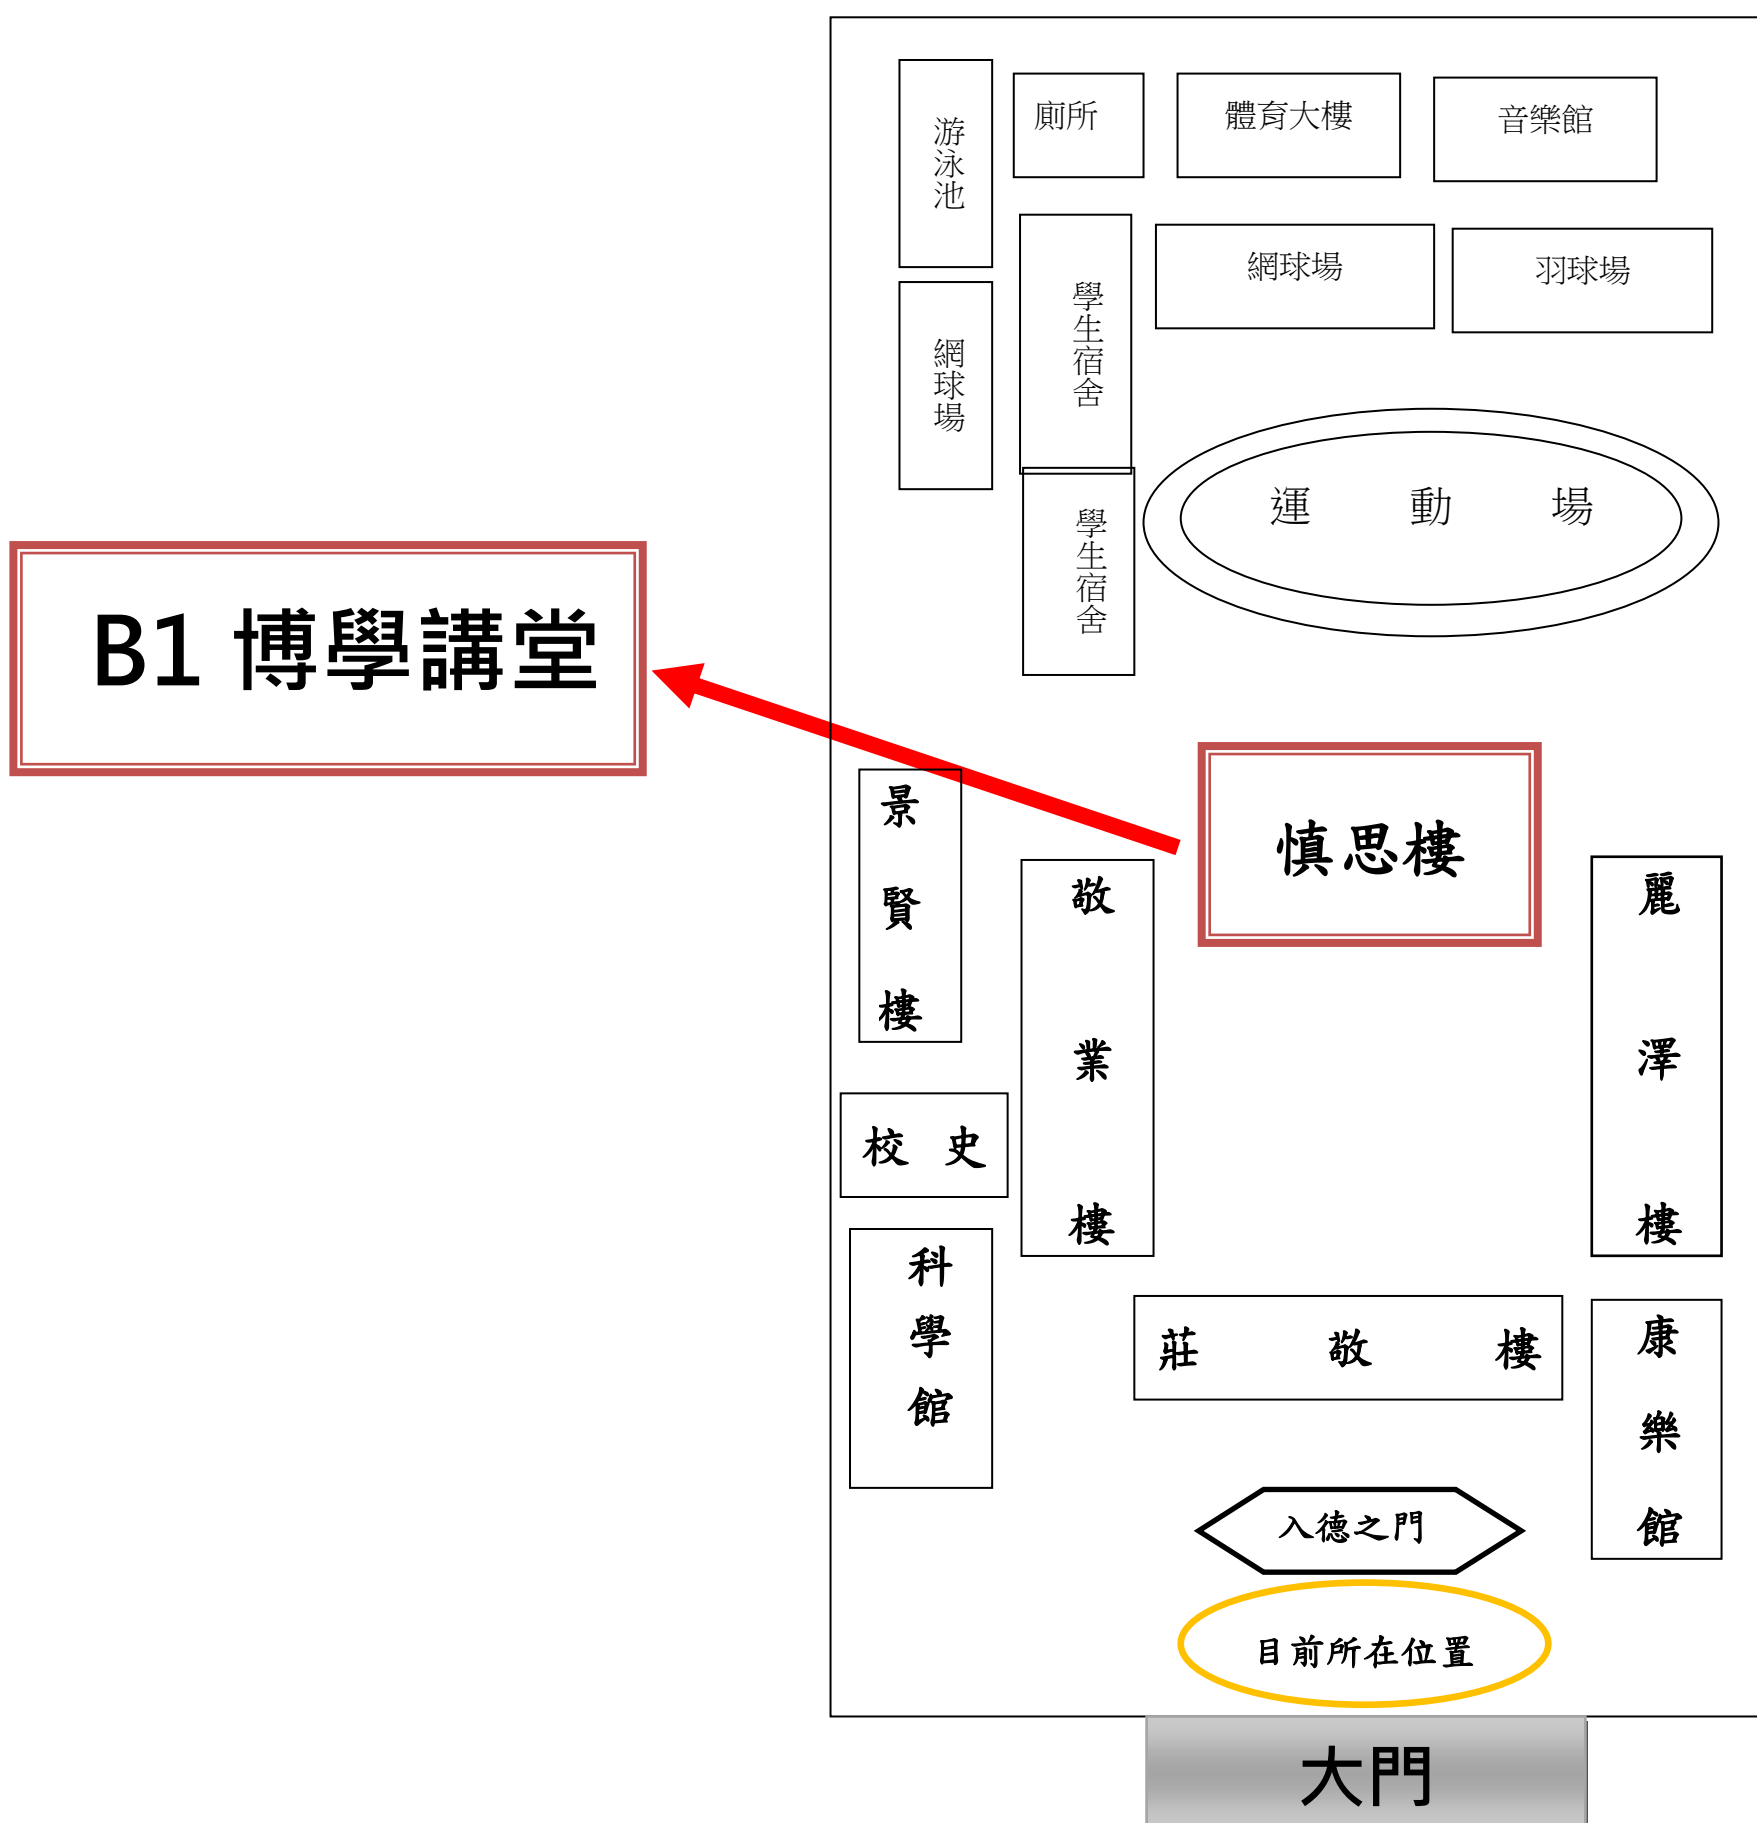 游泳池
廁所
體育大樓
音樂館
網球場
學生宿舍
網球場
羽球場
學生宿舍
運 動 場
B1 博學講堂
慎思樓
景賢樓
敬業樓
麗澤樓
校 史
科學館
莊 敬 樓
康樂館
入德之門
目前所在位置
大門